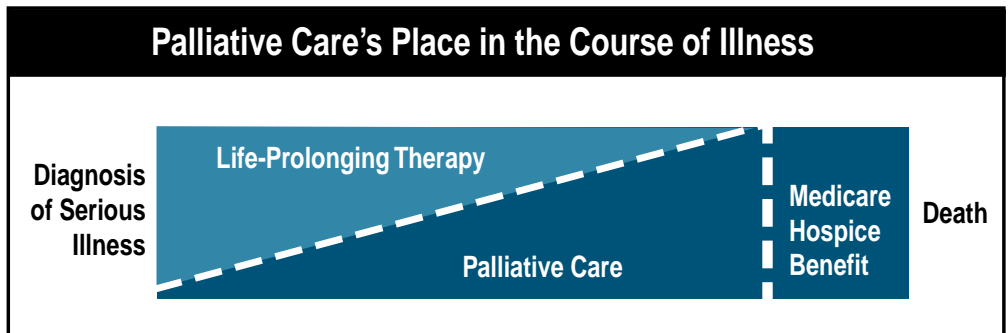 Palliative Care's Place in the Course of Illness
Diagnosis
of Serious
Illness
Life-Prolonging Therapy
Palliative Care
Medicare
Hospice
Benefit
Death